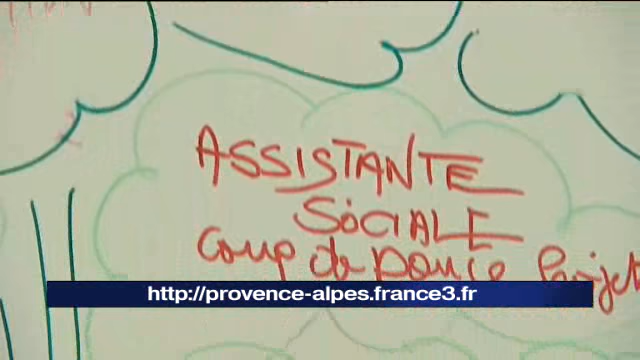 ASSISTANTE
SOCIALE
Coup de Pouce Projet
http://provence-alpes.france3.fr